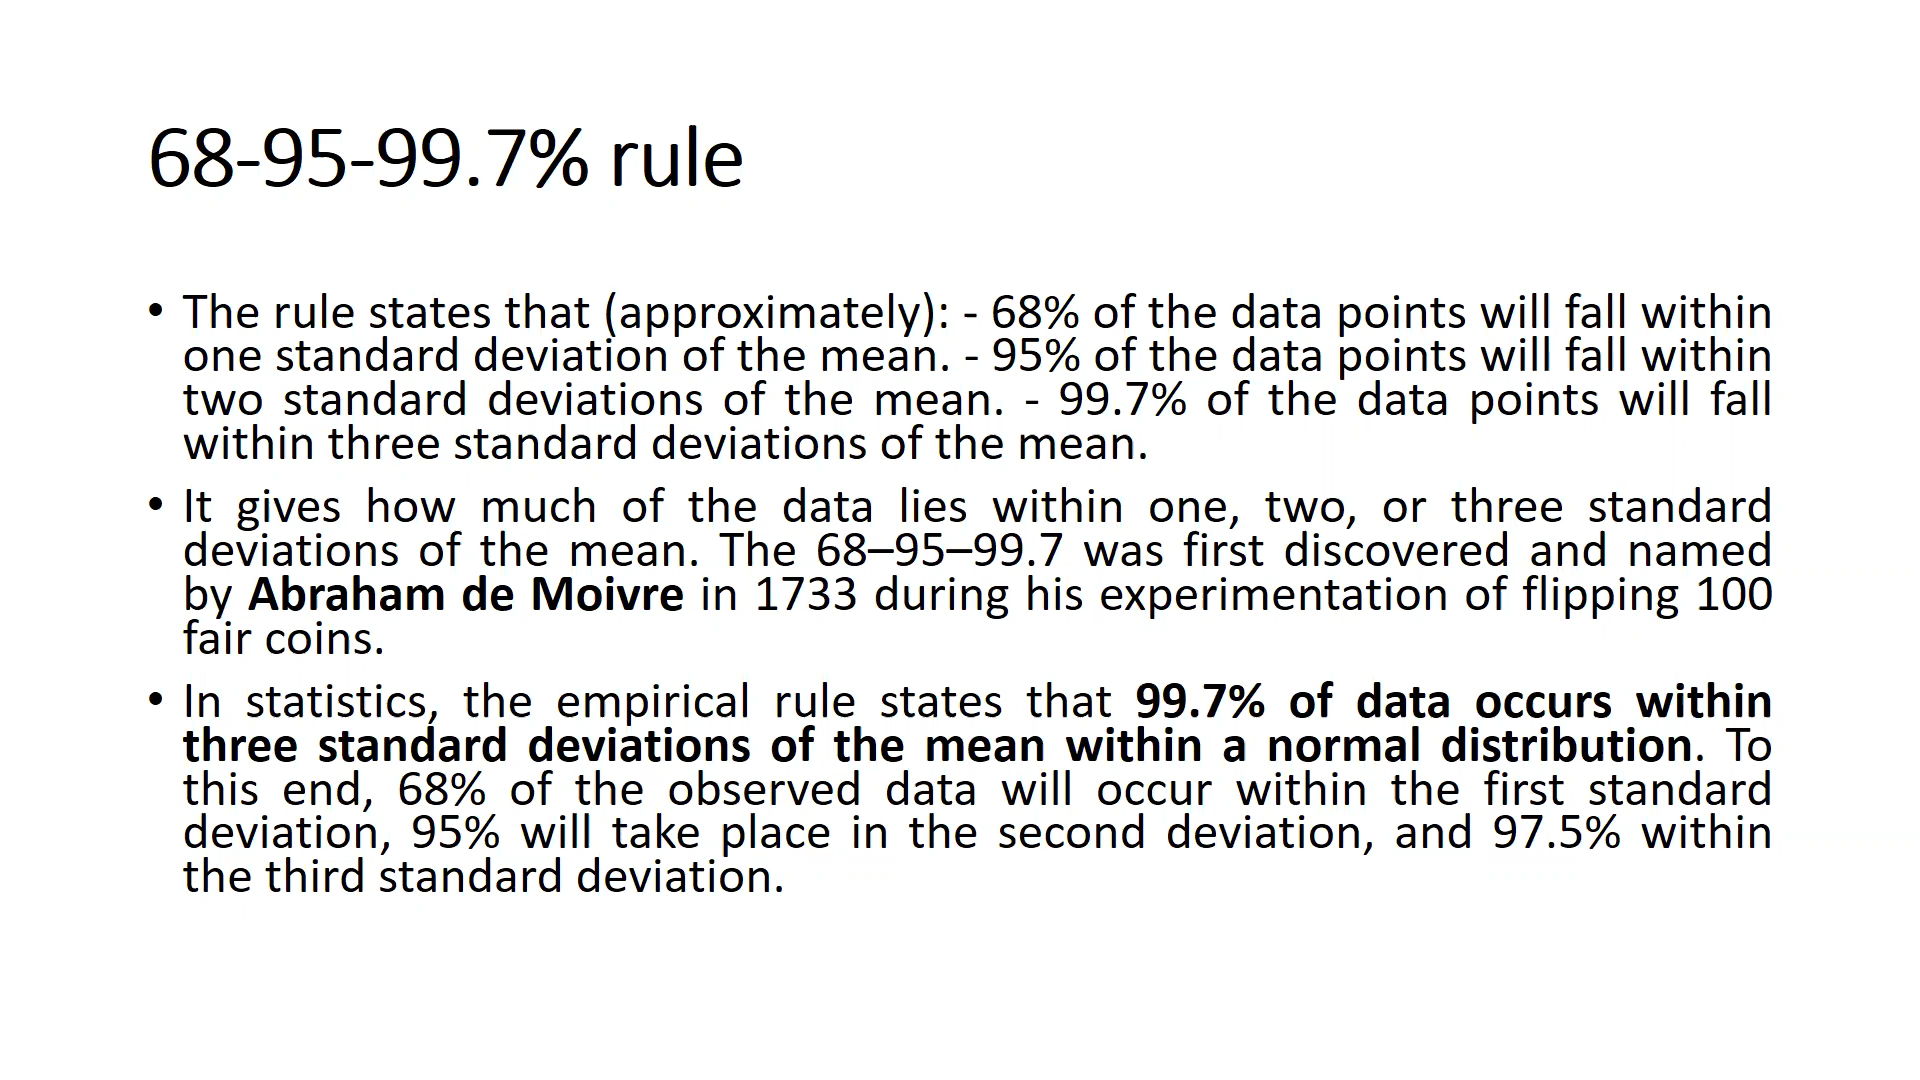 68-95-99.7% rule
• The rule states that (approximately): - 68% of the data points will fall within
one standard deviation of the mean. - 95% of the data points will fall within
two standard deviations of the mean. - 99.7% of the data points will fall
within three standard deviations of the mean.
• It gives how much of the data lies within one, two, or three standard
deviations of the mean. The 68–95–99.7 was first discovered and named
by Abraham de Moivre in 1733 during his experimentation of flipping 100
fair coins.
• In statistics, the empirical rule states that 99.7% of data occurs within
three standard deviations of the mean within a normal distribution. To
this end, 68% of the observed data will occur within the first standard
deviation, 95% will take place in the second deviation, and 97.5% within
the third standard deviation.